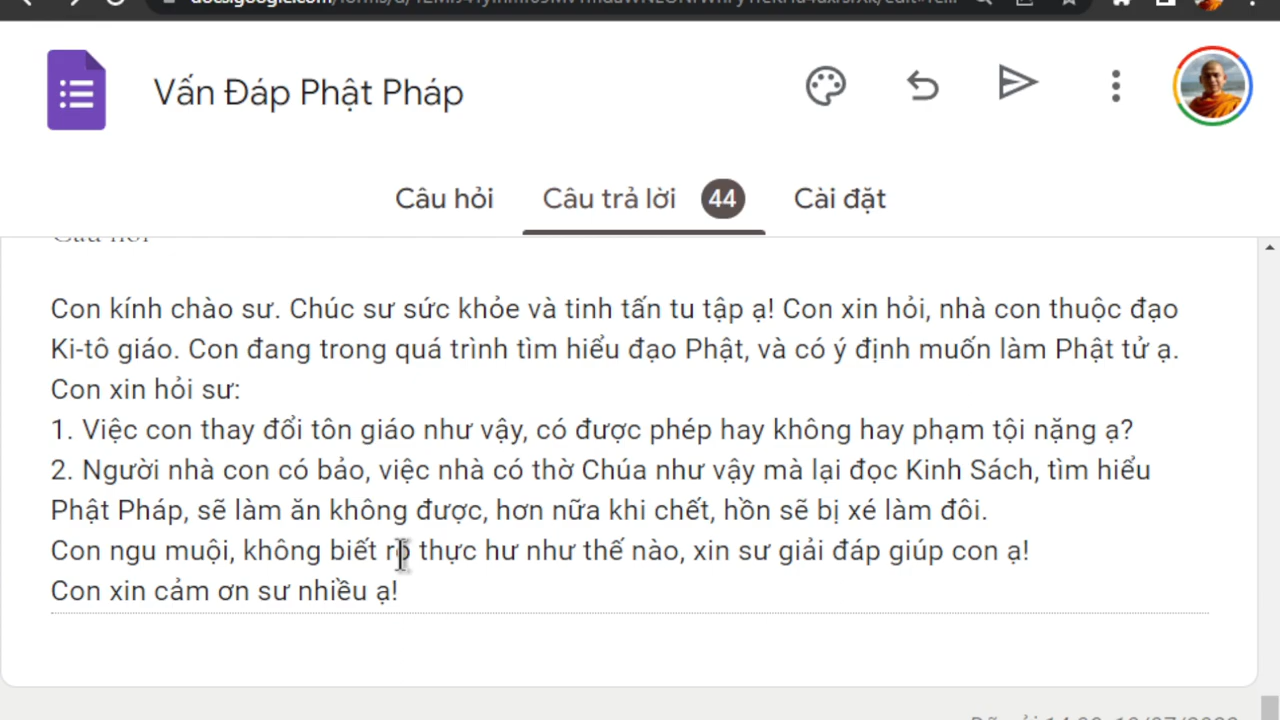 Vấn Đáp Phật Pháp
Câu hỏi
Câu trả lời 44
Cài đặt
Câu hỏi
Con kính chào sư. Chúc sư sức khỏe và tinh tấn tu tập ạ! Con xin hỏi, nhà con thuộc đạo
Ki-tô giáo. Con đang trong quá trình tìm hiểu đạo Phật, và có ý định muốn làm Phật tử ạ.
Con xin hỏi sư:
1. Việc con thay đổi tôn giáo như vậy, có được phép hay không hay phạm tội nặng ạ?
2. Người nhà con có bảo, việc nhà có thờ Chúa như vậy mà lại đọc Kinh Sách, tìm hiểu
Phật Pháp, sẽ làm ăn không được, hơn nữa khi chết, hồn sẽ bị xé làm đôi.
Con ngu muội, không biết rõ thực hư như thế nào, xin sư giải đáp giúp con ạ!
Con xin cảm ơn sư nhiều ạ!